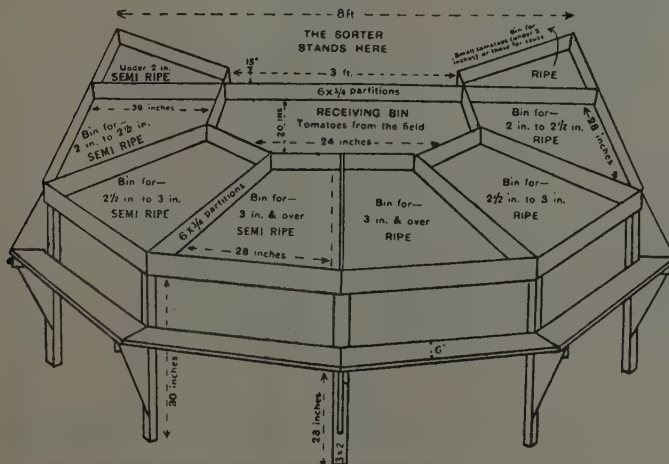 8ft
THE SORTER
STANDS HERE
Bin for
Small tomatoes (under 2
inches) or those for sauce
RIPE
15"
3 ft.
Under 2 in.
SEMI RIPE
6 x 3/4 partitions
39 inches
RECEIVING BIN
Tomatoes from the field
20 ins
24 inches
Bin for—
2 in. to 2 1/2 in.
SEMI RIPE
Bin for—
2 in. to 2 1/2 in.
RIPE
28 inches
Bin for—
2 1/2 in to 3 in.
SEMI RIPE
6 x 3/4 partitions
Bin for—
3 in. & over
SEMI RIPE
28 inches
Bin for—
3 in. & over
RIPE
Bin for—
2 1/2 in. to 3 in.
RIPE
6"
30 inches
28 inches
3 x 2